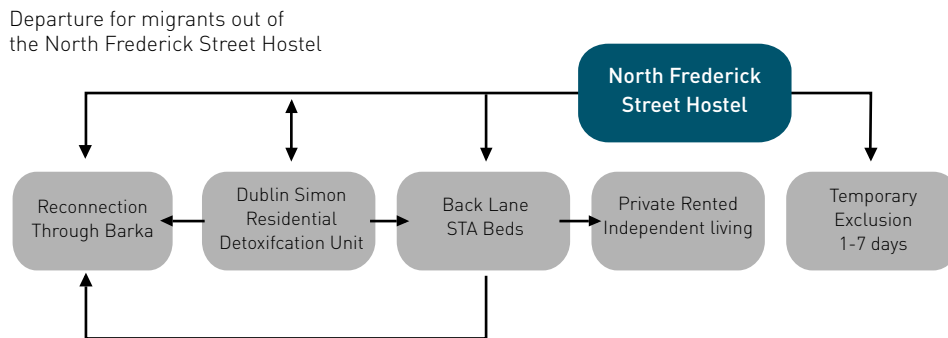 Departure for migrants out of
the North Frederick Street Hostel
North Frederick
Street Hostel
Reconnection
Through Barka
Dublin Simon
Residential
Detoxifcation Unit
Back Lane
STA Beds
Private Rented
Independent living
Temporary
Exclusion
1-7 days